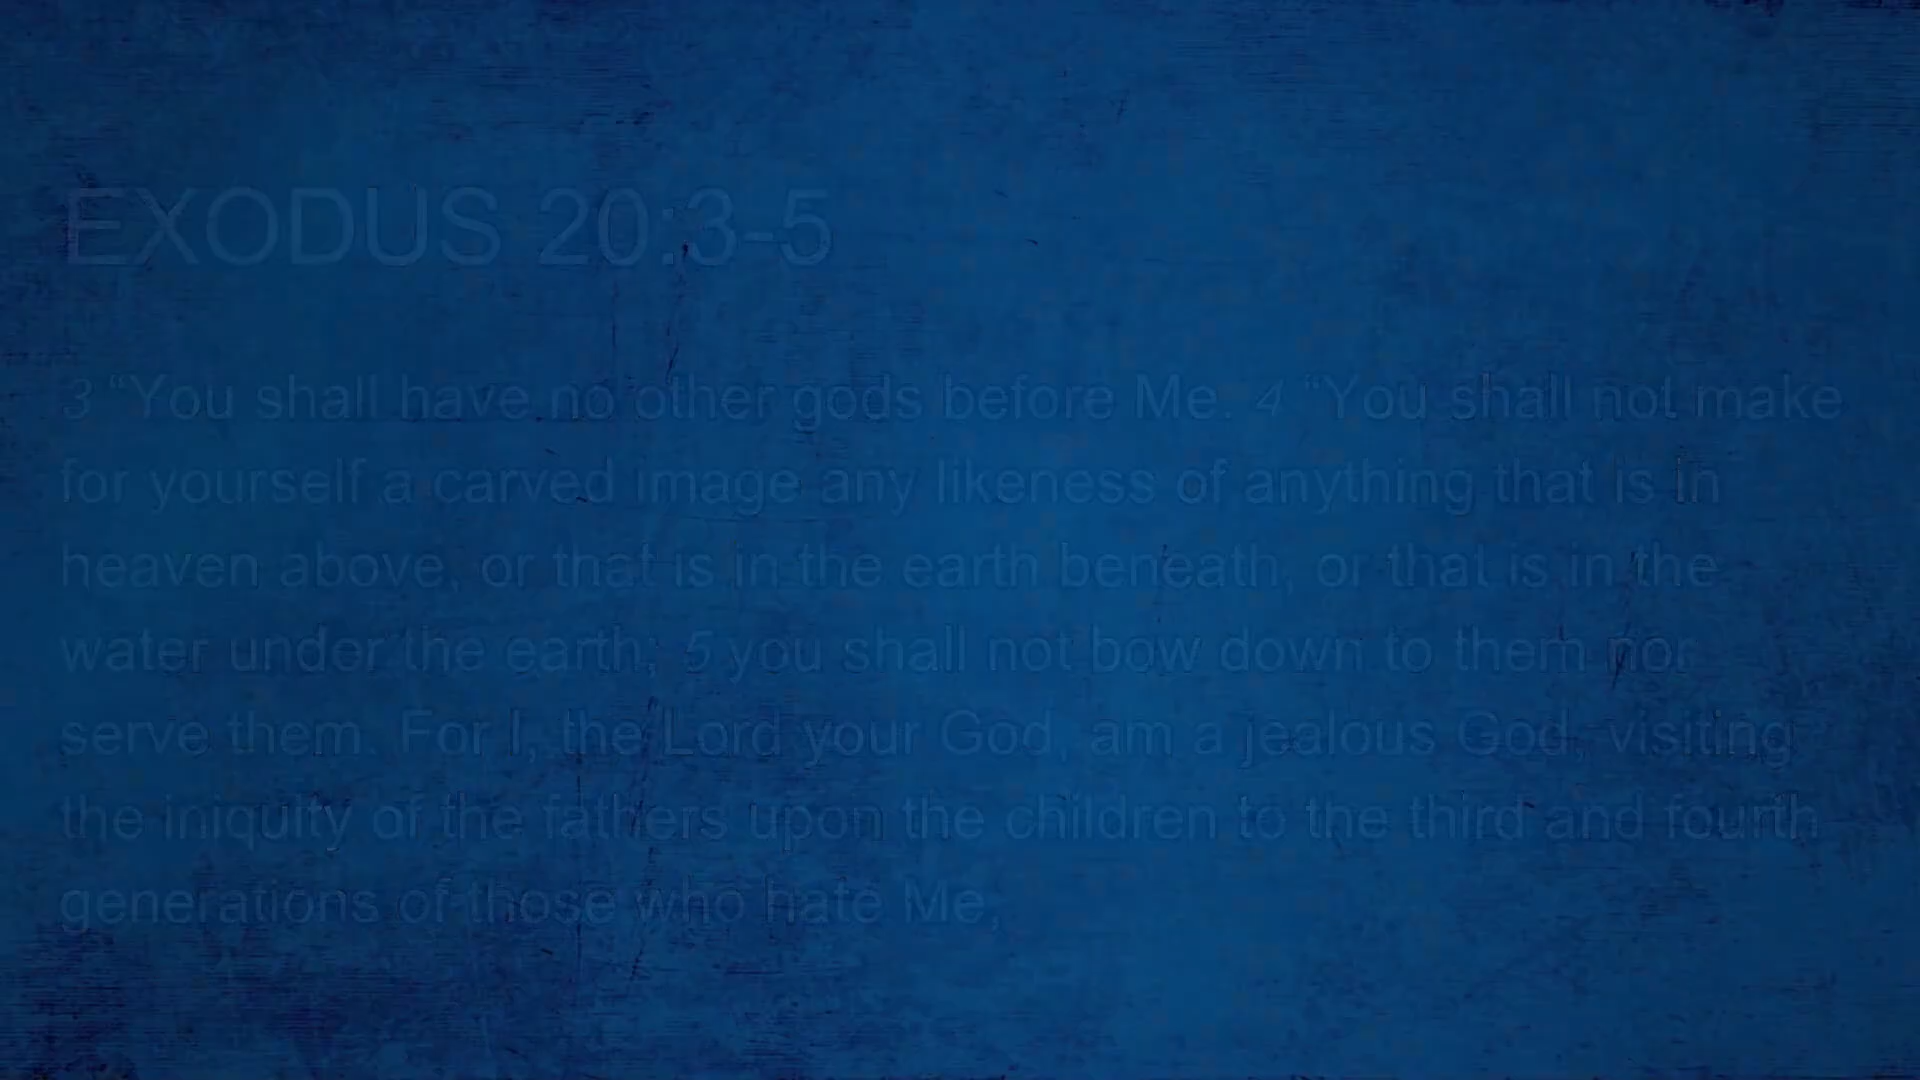 EXODUS 20:3-5
3 “You shall have no other gods before Me. 4 “You shall not make
for yourself a carved image any likeness of anything that is in
heaven above, or that is in the earth beneath, or that is in the
water under the earth; 5 you shall not bow down to them nor
serve them. For I, the Lord your God, am a jealous God, visiting
the iniquity of the fathers upon the children to the third and fourth
generations of those who hate Me,